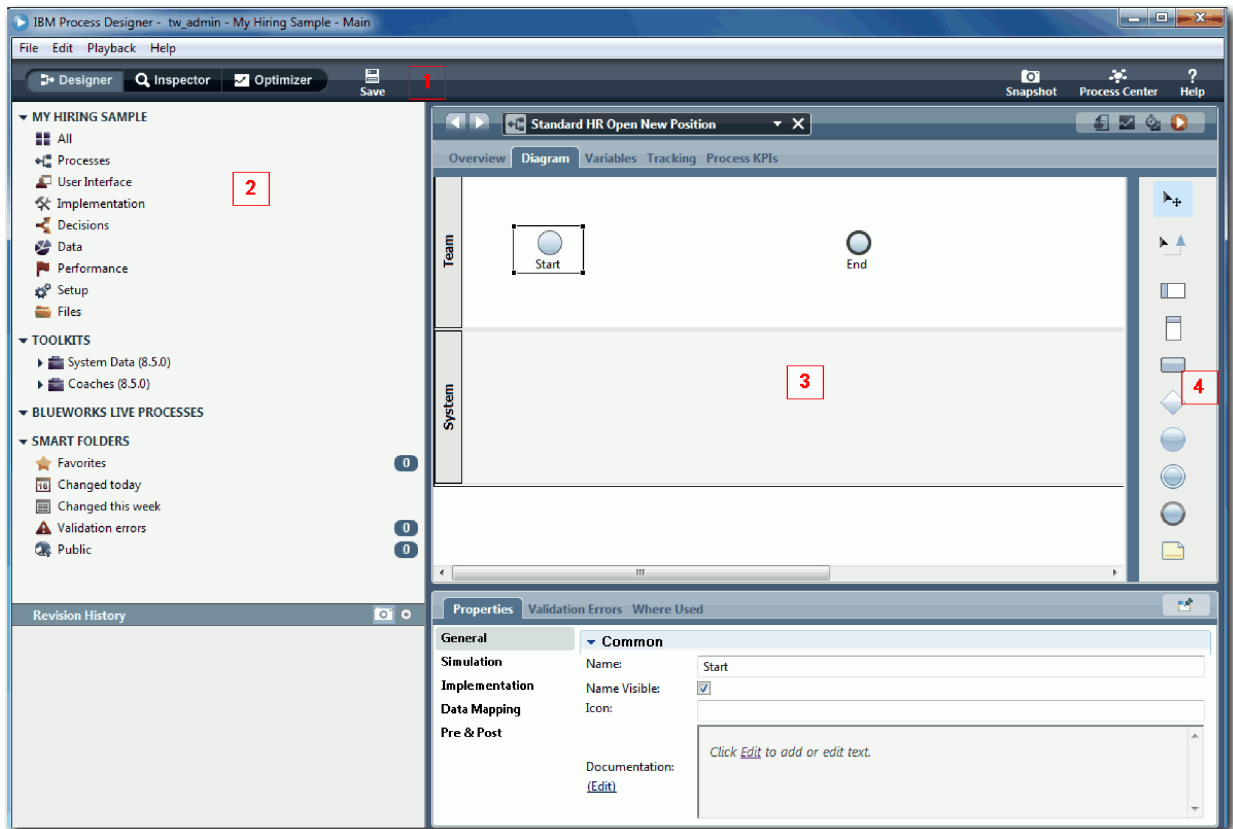 IBM Process Designer - tw_admin - My Hiring Sample - Main
File Edit Playback Help
Designer Inspector Optimizer Save 1 Snapshot Process Center Help
MY HIRING SAMPLE
All
Processes
User Interface
2
Implementation
Decisions
Data
Performance
Setup
Files
TOOLKITS
System Data (8.5.0)
Coaches (8.5.0)
BLUEWORKS LIVE PROCESSES
SMART FOLDERS
Favorites 0
16 Changed today
Changed this week
Validation errors 0
Public 0
Revision History
Standard HR Open New Position
Overview Diagram Variables Tracking Process KPIs
Team
Start
End
System
3
4
Properties Validation Errors Where Used
General
Simulation
Implementation
Data Mapping
Pre & Post
Common
Name: Start
Name Visible:
Icon:
Documentation:
(Edit)
Click Edit to add or edit text.